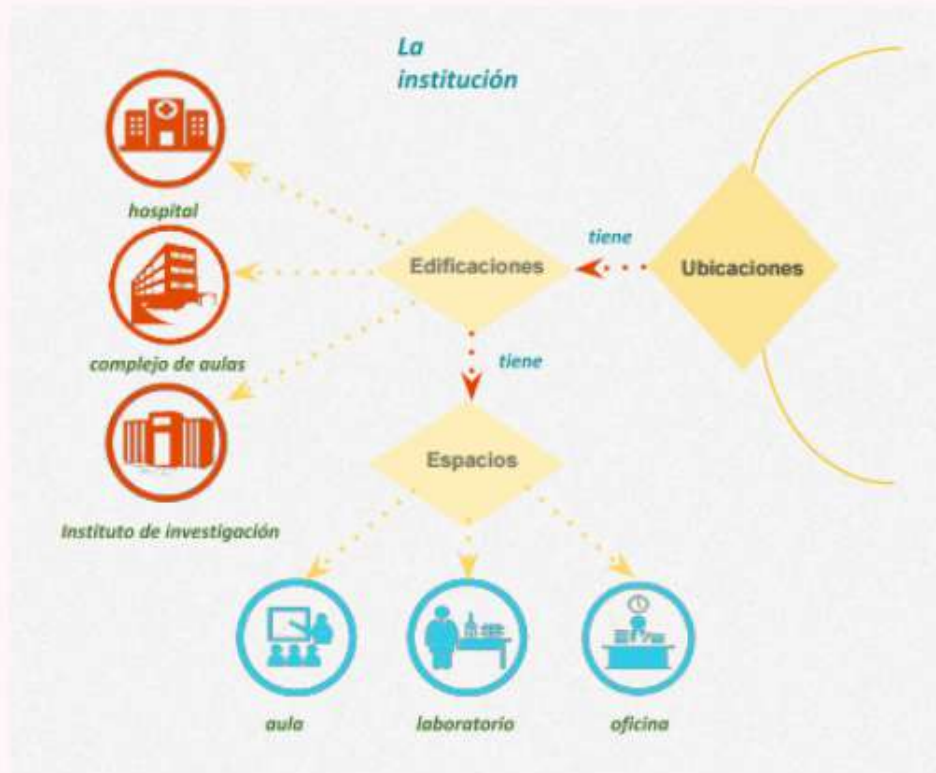 La
institución
hospital
tiene
Edificaciones
Ubicaciones
complejo de aulas
tiene
Espacios
Instituto de investigación
aula
laboratorio
oficina